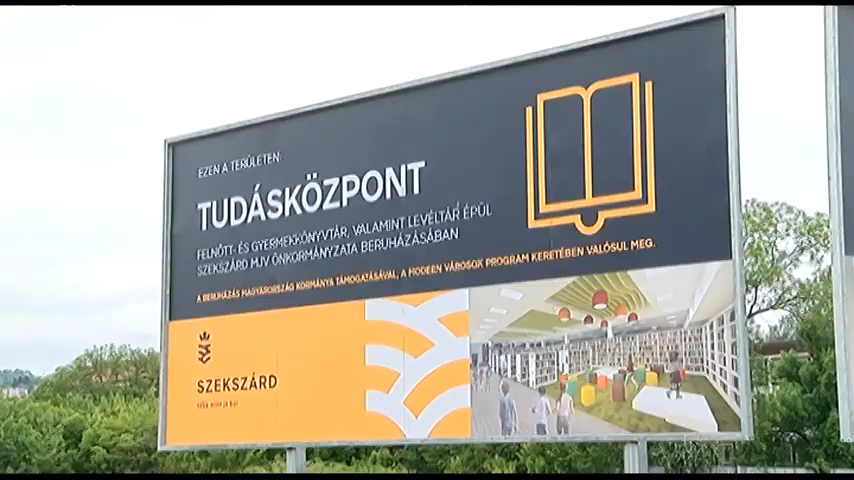 EZEN A TERÜLETEN:
TUDÁSKÖZPONT
FELNŐTT- ÉS GYERMEKKÖNYVTÁR, VALAMINT LEVÉLTÁR ÉPÜL
SZEKSZÁRD MJV ÖNKORMÁNYZATA BERUHÁZÁSÁBAN
A BERUHÁZÁS MAGYARORSZÁG KORMÁNYA TÁMOGATÁSÁVAL, A MODERN VÁROSOK PROGRAM KERETÉBEN VALÓSUL MEG.
SZEKSZÁRD